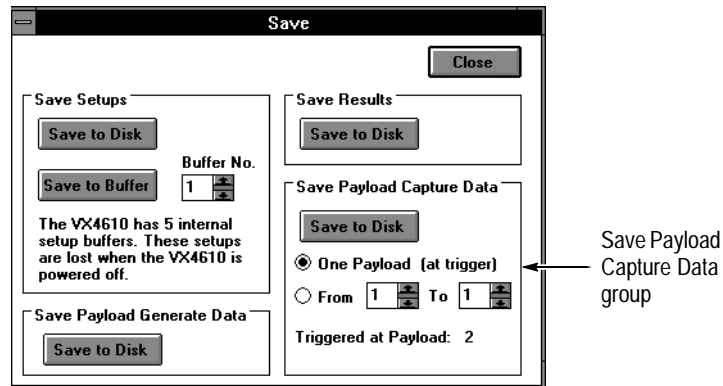 Save
Close
Save Setups
Save to Disk
Save to Buffer
Buffer No.
1
The VX4610 has 5 internal
setup buffers. These setups
are lost when the VX4610 is
powered off.
Save Payload Generate Data
Save to Disk
Save Results
Save to Disk
Save Payload Capture Data
Save to Disk
One Payload (at trigger)
From 1 To 1
Triggered at Payload: 2
Save Payload
Capture Data
group